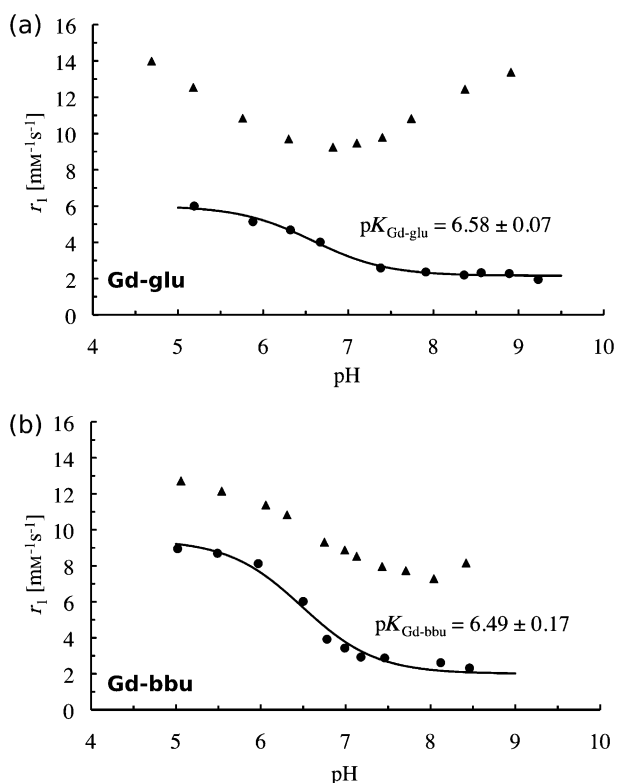 (a)
16
14
12
10
8
6
4
2
0
r₁ [mM⁻¹s⁻¹]
pK_Gd-glu = 6.58 ± 0.07
Gd-glu
4 5 6 7 8 9 10
pH
(b)
16
14
12
10
8
6
4
2
0
r₁ [mM⁻¹s⁻¹]
pK_Gd-bbu = 6.49 ± 0.17
Gd-bbu
4 5 6 7 8 9 10
pH